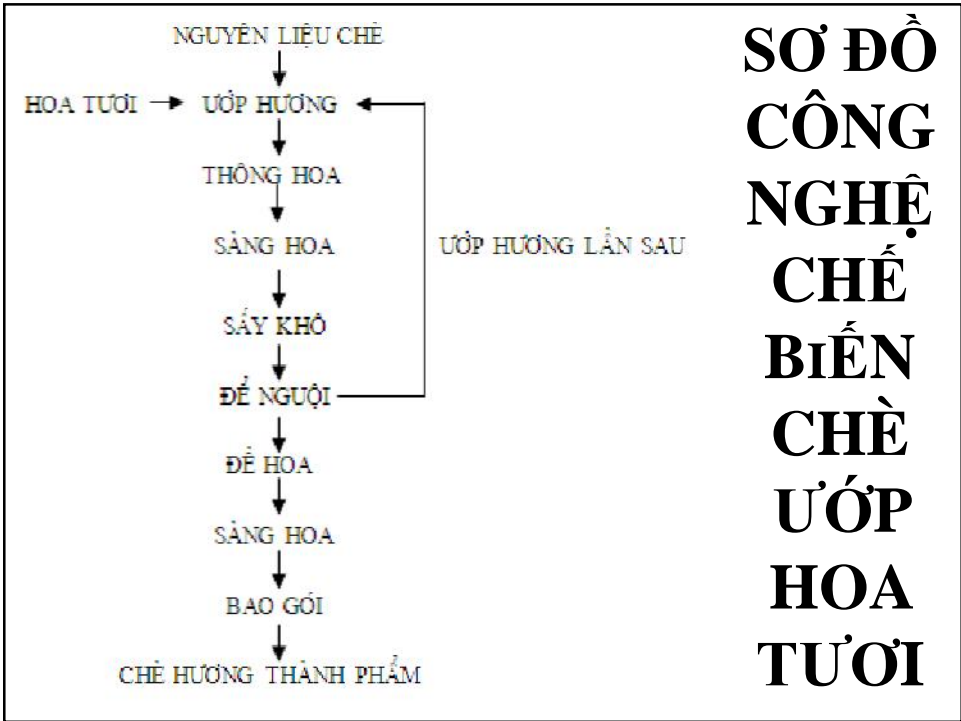 NGUYÊN LIỆU CHÈ
HOA TƯƠI
ƯỚP HƯƠNG
THÔNG HOA
SÀNG HOA
ƯỚP HƯƠNG LẦN SAU
SẤY KHÔ
ĐỂ NGUỘI
ĐỀ HOA
SÀNG HOA
BAO GÓI
CHÈ HƯƠNG THÀNH PHẨM
SƠ ĐỒ
CÔNG
NGHỆ
CHẾ
BIẾN
CHÈ
ƯỚP
HOA
TƯƠI